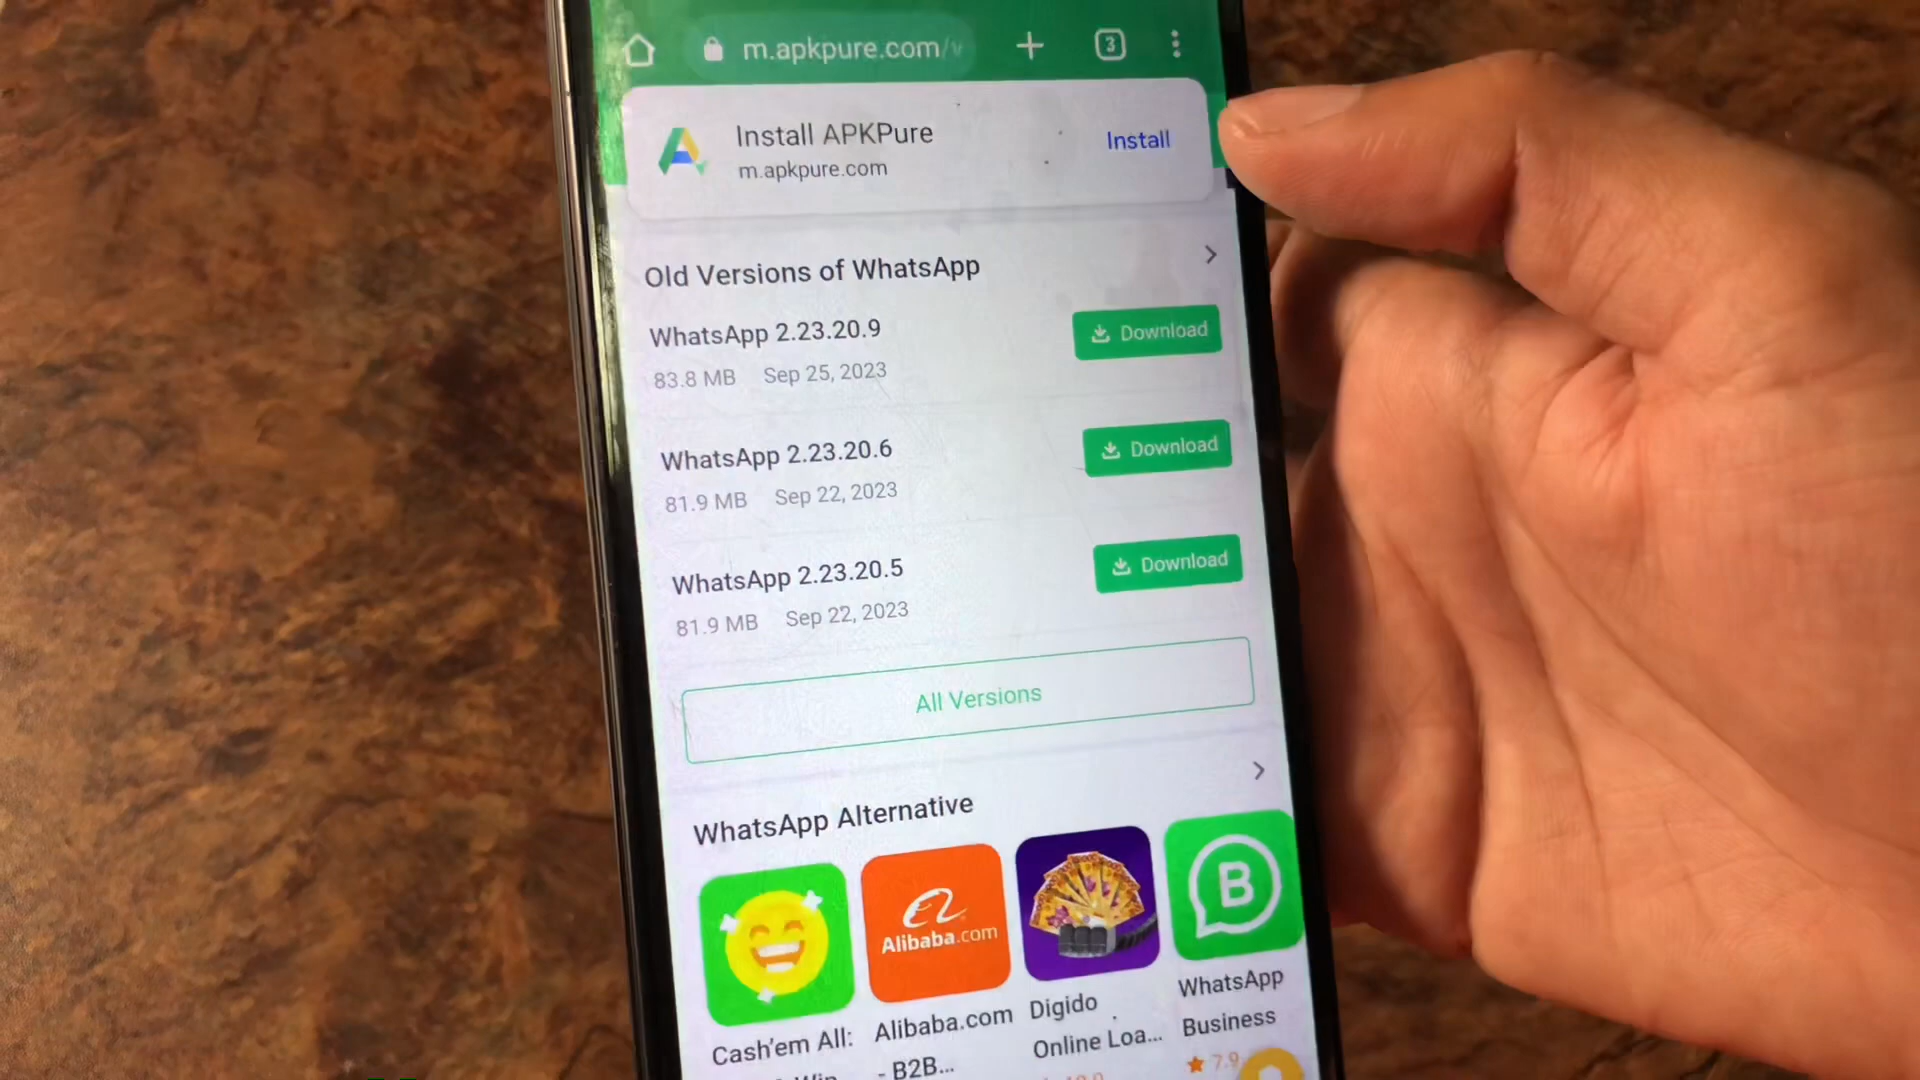 m.apkpure.com/v
3
Install APKPure
m.apkpure.com
Install
Old Versions of WhatsApp
WhatsApp 2.23.20.9
83.8 MB Sep 25, 2023
Download
WhatsApp 2.23.20.6
81.9 MB Sep 22, 2023
Download
WhatsApp 2.23.20.5
81.9 MB Sep 22, 2023
Download
All Versions
WhatsApp Alternative
Alibaba.com
B
Cash'em All:
Alibaba.com
- B2B...
Digido
Online Loa...
WhatsApp
Business
7.9